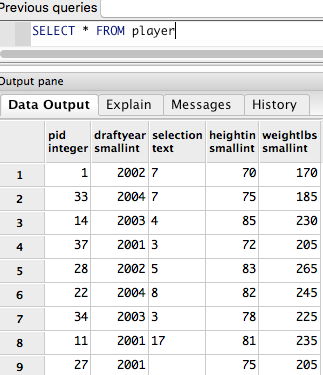 Previous queries
SELECT * FROM player
Output pane
Data Output Explain Messages History
pid draftyear selection heightin weightlbs
integer smallint text smallint smallint
1 1 2002 7 70 170
2 33 2004 7 75 185
3 14 2003 4 85 230
4 37 2001 3 72 205
5 28 2002 5 83 265
6 22 2004 8 82 245
7 34 2003 3 78 225
8 11 2001 17 81 235
9 27 2001 75 205